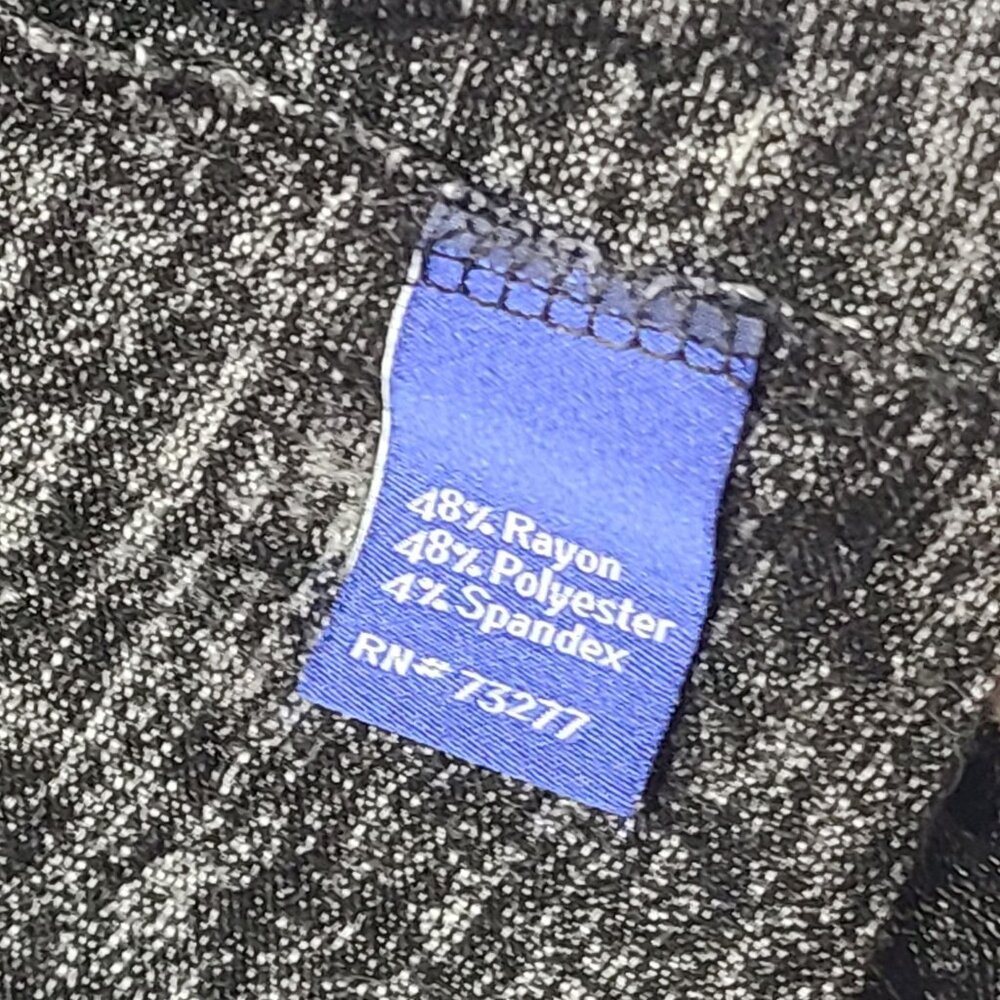 48% Rayon
48% Polyester
4% Spandex
RN# 73277